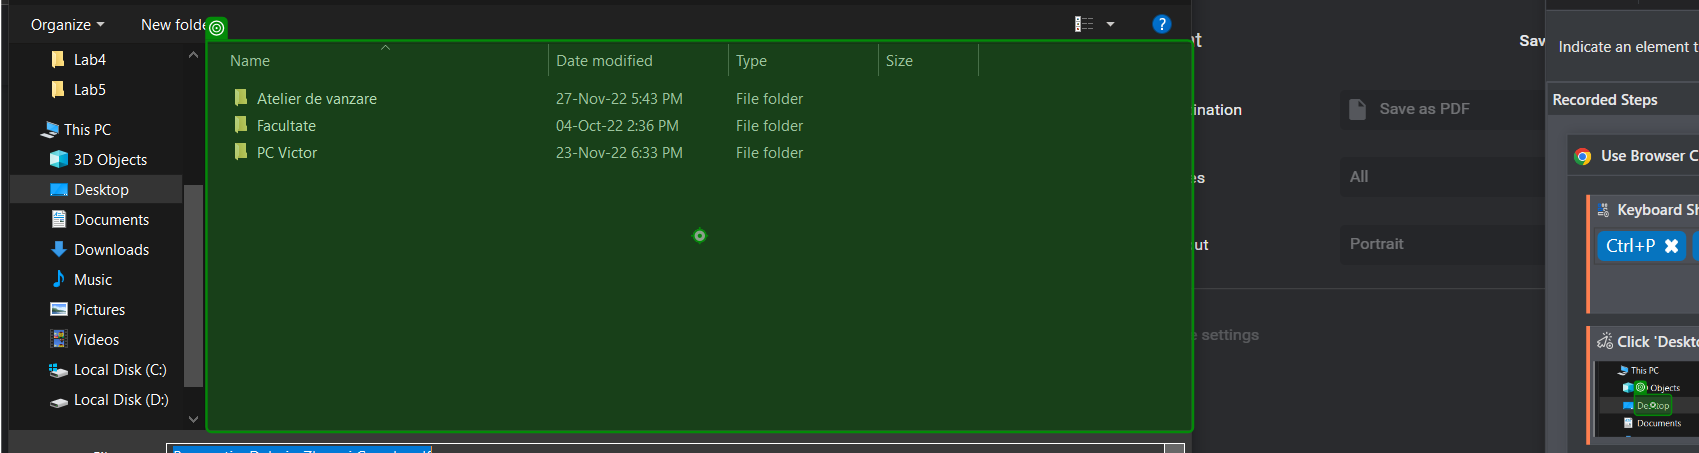 Organize
New folde
Lab4
Lab5
This PC
3D Objects
Desktop
Documents
Downloads
Music
Pictures
Videos
Local Disk (C:)
Local Disk (D:)
Name Date modified Type Size
Atelier de vanzare 27-Nov-22 5:43 PM File folder
Facultate 04-Oct-22 2:36 PM File folder
PC Victor 23-Nov-22 6:33 PM File folder
?
nt
Sav
ination Save as PDF
es All
ut Portrait
e settings
Indicate an element t
Recorded Steps
Use Browser C
Keyboard Sh
Ctrl+P
Click 'Deskto
This PC
Objects
Desktop
Documents